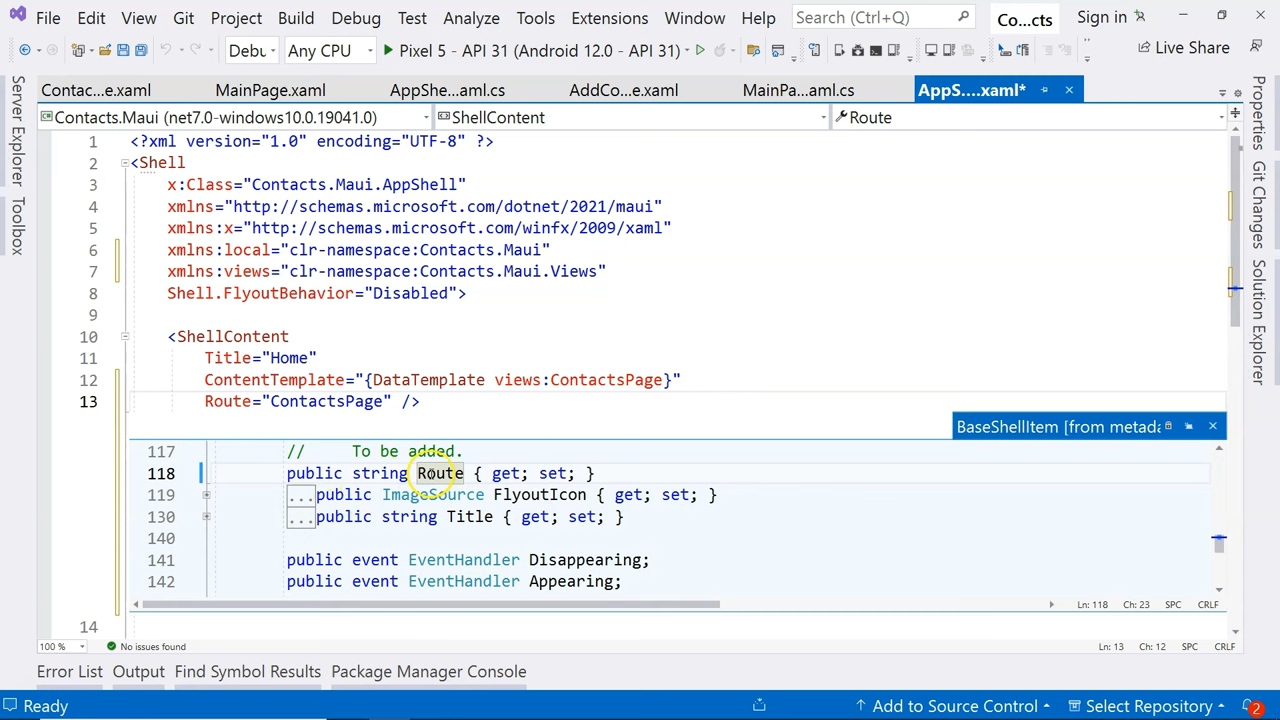 File Edit View Git Project Build Debug Test Analyze Tools Extensions Window Help Search (Ctrl+Q) Co...cts Sign in
Debu Any CPU Pixel 5 - API 31 (Android 12.0 - API 31) Live Share
Contac...e.xaml MainPage.xaml AppShe...aml.cs AddCo...e.xaml MainPa...aml.cs AppS....xaml*
Contacts.Maui (net7.0-windows10.0.19041.0) ShellContent Route
1 <?xml version="1.0" encoding="UTF-8" ?>
2 <Shell
3 x:Class="Contacts.Maui.AppShell"
4 xmlns="http://schemas.microsoft.com/dotnet/2021/maui"
5 xmlns:x="http://schemas.microsoft.com/winfx/2009/xaml"
6 xmlns:local="clr-namespace:Contacts.Maui"
7 xmlns:views="clr-namespace:Contacts.Maui.Views"
8 Shell.FlyoutBehavior="Disabled">
9
10 <ShellContent
11 Title="Home"
12 ContentTemplate="{DataTemplate views:ContactsPage}"
13 Route="ContactsPage" />
BaseShellItem [from metada
117 // To be added.
118 public string Route { get; set; }
119 ...public ImageSource FlyoutIcon { get; set; }
130 ...public string Title { get; set; }
140
141 public event EventHandler Disappearing;
142 public event EventHandler Appearing;
Ln: 118 Ch: 23 SPC CRLF
14
100 % No issues found Ln: 13 Ch: 12 SPC CRLF
Error List Output Find Symbol Results Package Manager Console
Ready Add to Source Control Select Repository 2
Server Explorer
Toolbox
Properties
Git Changes
Solution Explorer